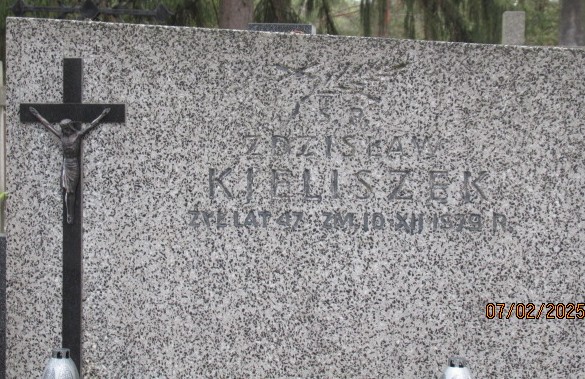 Ś P
ZDZISŁAW
KIELISZEK
ŻYŁ LAT 47 ZM. 10 XII 1979 R.
07/02/2025